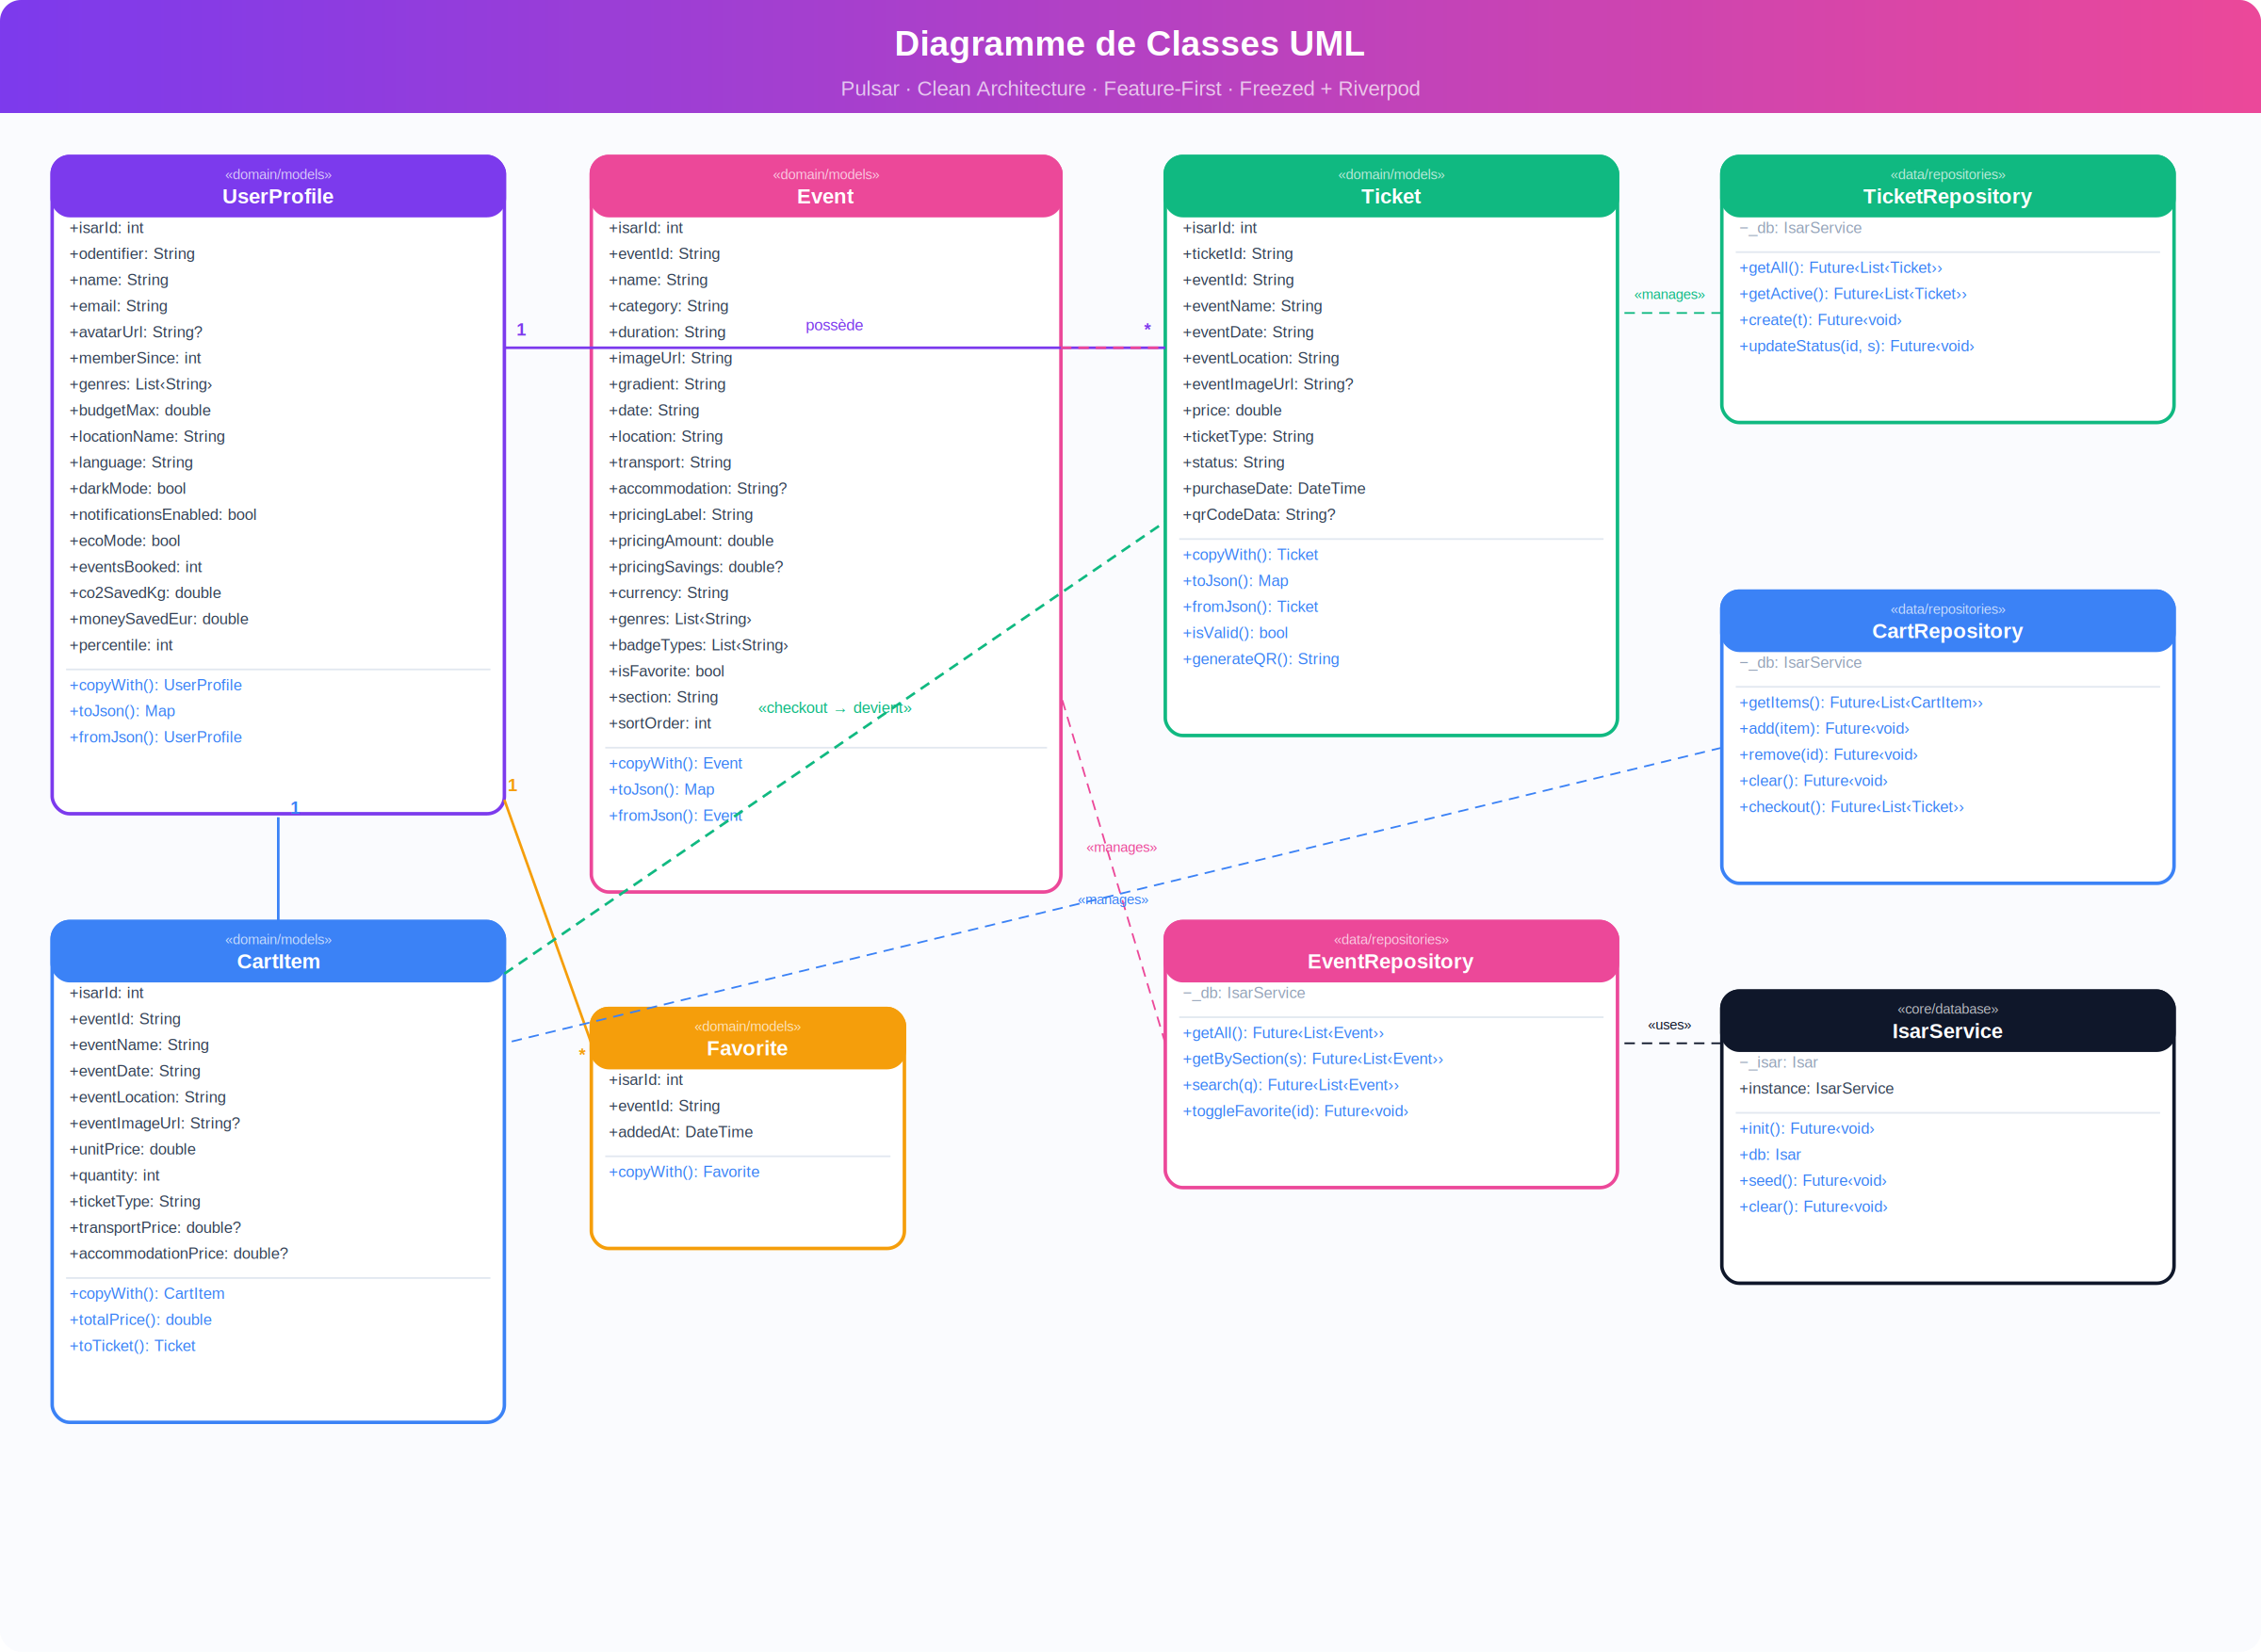 Diagramme de Classes UML
Pulsar · Clean Architecture · Feature-First · Freezed + Riverpod
«domain/models»
UserProfile
+isarId: int
+odentifier: String
+name: String
+email: String
+avatarUrl: String?
+memberSince: int
+genres: List‹String›
+budgetMax: double
+locationName: String
+language: String
+darkMode: bool
+notificationsEnabled: bool
+ecoMode: bool
+eventsBooked: int
+co2SavedKg: double
+moneySavedEur: double
+percentile: int
+copyWith(): UserProfile
+toJson(): Map
+fromJson(): UserProfile
«domain/models»
Event
+isarId: int
+eventId: String
+name: String
+category: String
+duration: String
+imageUrl: String
+gradient: String
+date: String
+location: String
+transport: String
+accommodation: String?
+pricingLabel: String
+pricingAmount: double
+pricingSavings: double?
+currency: String
+genres: List‹String›
+badgeTypes: List‹String›
+isFavorite: bool
+section: String
+sortOrder: int
+copyWith(): Event
+toJson(): Map
+fromJson(): Event
«domain/models»
Ticket
+isarId: int
+ticketId: String
+eventId: String
+eventName: String
+eventDate: String
+eventLocation: String
+eventImageUrl: String?
+price: double
+ticketType: String
+status: String
+purchaseDate: DateTime
+qrCodeData: String?
+copyWith(): Ticket
+toJson(): Map
+fromJson(): Ticket
+isValid(): bool
+generateQR(): String
«data/repositories»
TicketRepository
−_db: IsarService
+getAll(): Future‹List‹Ticket››
+getActive(): Future‹List‹Ticket››
+create(t): Future‹void›
+updateStatus(id, s): Future‹void›
«data/repositories»
CartRepository
−_db: IsarService
+getItems(): Future‹List‹CartItem››
+add(item): Future‹void›
+remove(id): Future‹void›
+clear(): Future‹void›
+checkout(): Future‹List‹Ticket››
1
possède
*
«manages»
«checkout → devient»
1
1
«manages»
«manages»
«domain/models»
CartItem
+isarId: int
+eventId: String
+eventName: String
+eventDate: String
+eventLocation: String
+eventImageUrl: String?
+unitPrice: double
+quantity: int
+ticketType: String
+transportPrice: double?
+accommodationPrice: double?
+copyWith(): CartItem
+totalPrice(): double
+toTicket(): Ticket
*
«domain/models»
Favorite
+isarId: int
+eventId: String
+addedAt: DateTime
+copyWith(): Favorite
«data/repositories»
EventRepository
−_db: IsarService
+getAll(): Future‹List‹Event››
+getBySection(s): Future‹List‹Event››
+search(q): Future‹List‹Event››
+toggleFavorite(id): Future‹void›
«uses»
«core/database»
IsarService
−_isar: Isar
+instance: IsarService
+init(): Future‹void›
+db: Isar
+seed(): Future‹void›
+clear(): Future‹void›